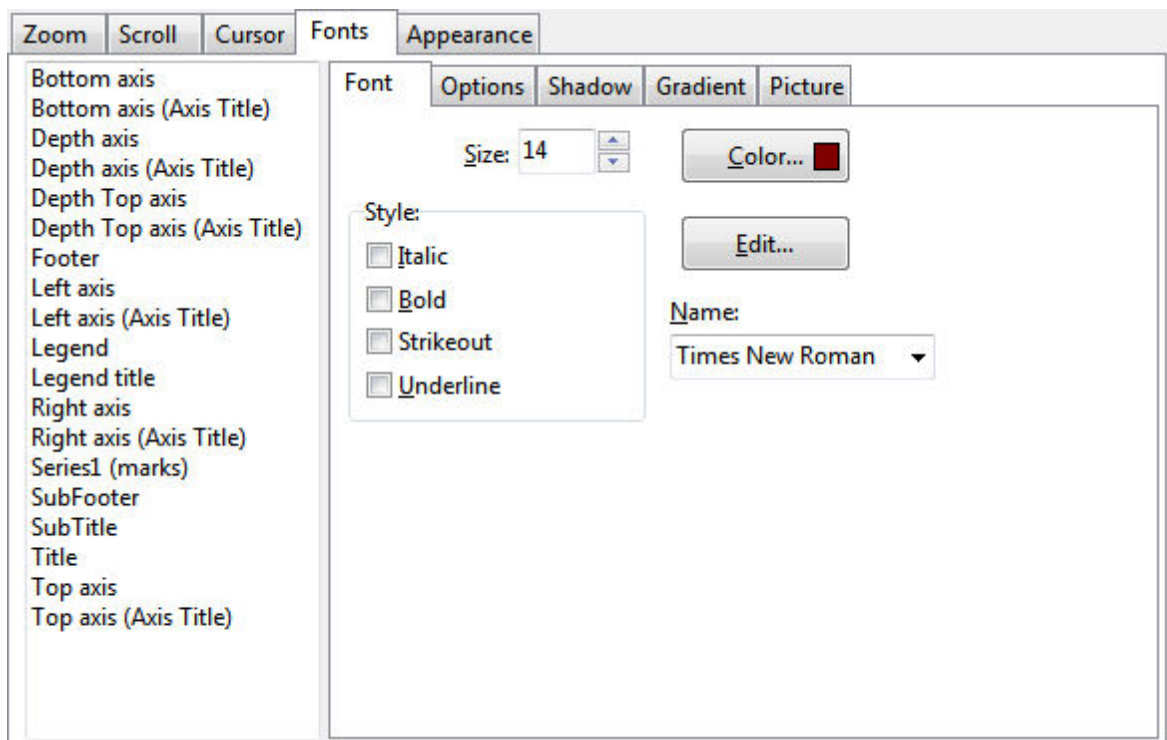 Zoom Scroll Cursor Fonts Appearance
Bottom axis
Bottom axis (Axis Title)
Depth axis
Depth axis (Axis Title)
Depth Top axis
Depth Top axis (Axis Title)
Footer
Left axis
Left axis (Axis Title)
Legend
Legend title
Right axis
Right axis (Axis Title)
Series1 (marks)
SubFooter
SubTitle
Title
Top axis
Top axis (Axis Title)
Font Options Shadow Gradient Picture
Size: 14 Color...
Style:
Italic
Bold
Strikeout
Underline
Edit...
Name:
Times New Roman